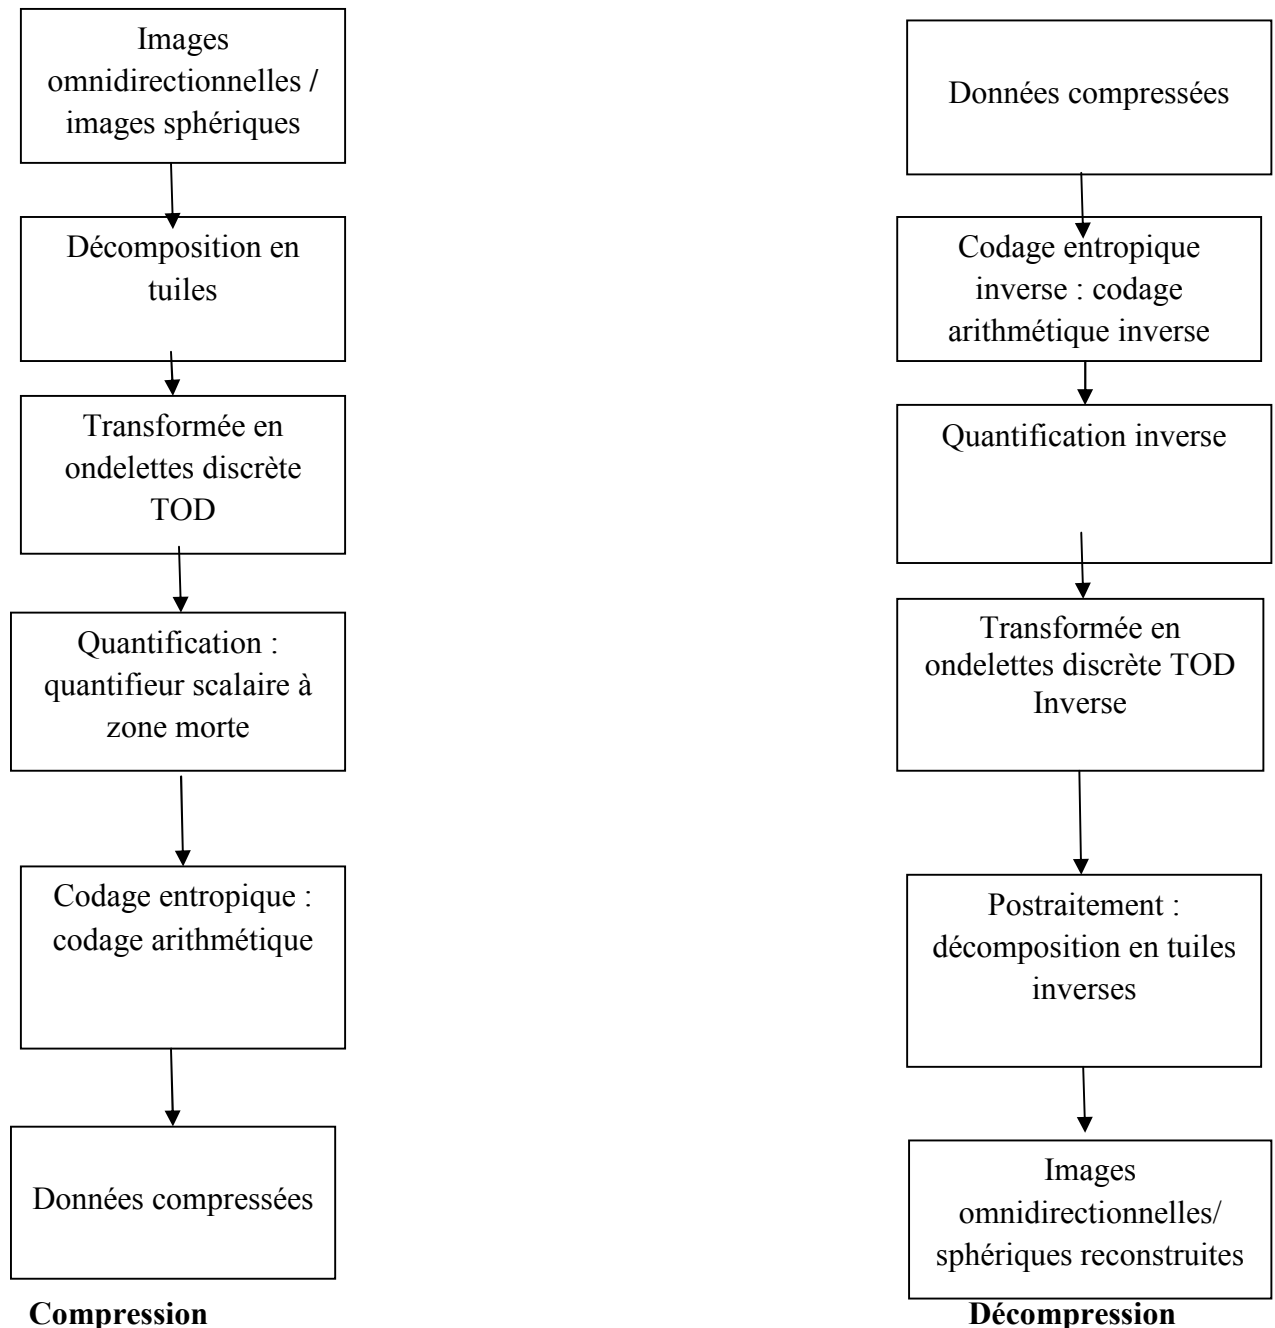 Images
omnidirectionnelles /
images sphériques
Décomposition en
tuiles
Transformée en
ondelettes discrète
TOD
Quantification :
quantifieur scalaire à
zone morte
Codage entropique :
codage arithmétique
Données compressées
Compression
Données compressées
Codage entropique
inverse : codage
arithmétique inverse
Quantification inverse
Transformée en
ondelettes discrète TOD
Inverse
Postraitement :
décomposition en tuiles
inverses
Images
omnidirectionnelles/
sphériques reconstruites
Décompression